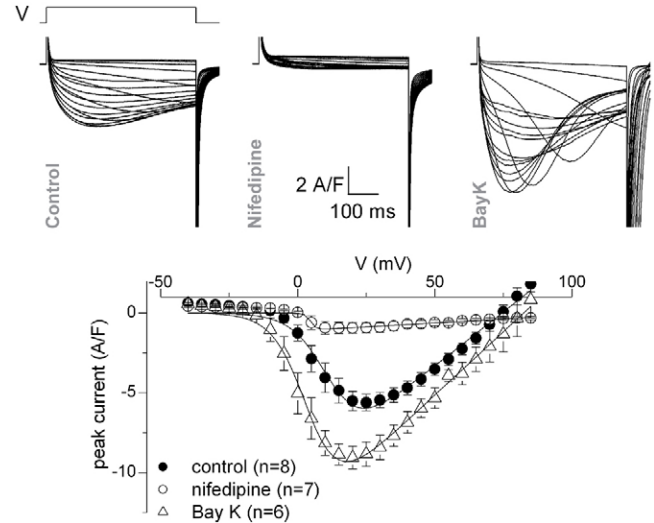 V
Control
Nifedipine
BayK
2 A/F
100 ms
V (mV)
-50
0
50
100
0
-5
-10
peak current (A/F)
control (n=8)
nifedipine (n=7)
Bay K (n=6)